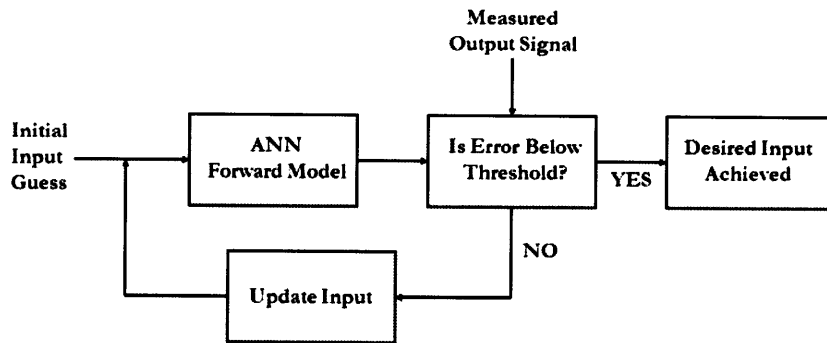 Measured
Output Signal
Initial
Input
Guess
ANN
Forward Model
Is Error Below
Threshold?
YES
Desired Input
Achieved
NO
Update Input